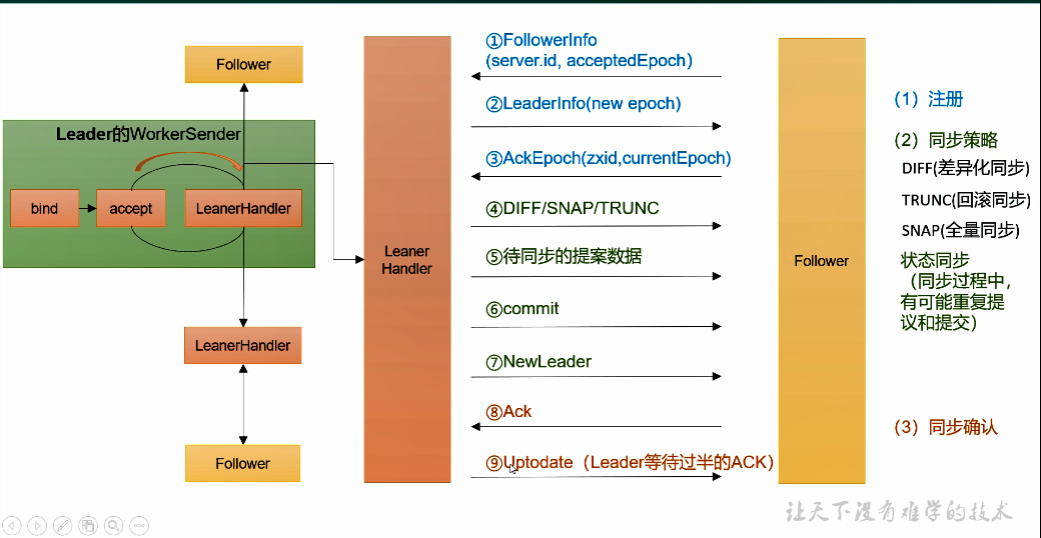 Follower
Leader的WorkerSender
bind
accept
LeanerHandler
LeanerHandler
Follower
Leaner
Handler
①FollowerInfo
(server.id, acceptedEpoch)
②LeaderInfo(new epoch)
③AckEpoch(zxid,currentEpoch)
④DIFF/SNAP/TRUNC
⑤待同步的提案数据
⑥commit
⑦NewLeader
⑧Ack
⑨Uptodate（Leader等待过半的ACK）
Follower
（1）注册
（2）同步策略
DIFF(差异化同步)
TRUNC(回滚同步)
SNAP(全量同步)
状态同步
（同步过程中，
有可能重复提
议和提交）
（3）同步确认
让天下没有难学的技术